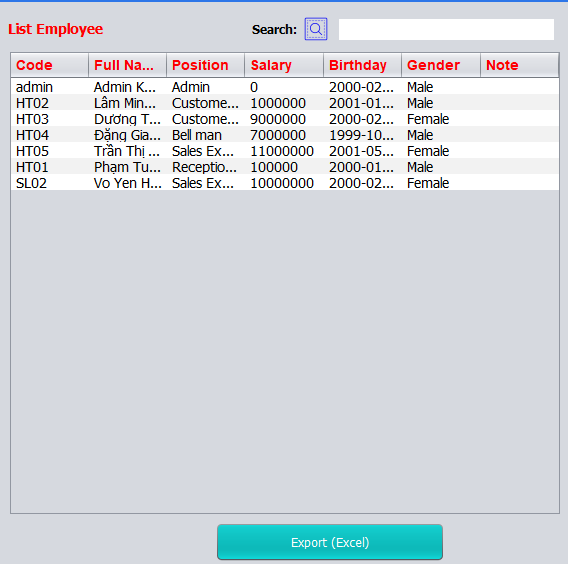 List Employee Search:
Code Full Na... Position Salary Birthday Gender Note
admin Admin K... Admin 0 2000-02... Male
HT02 Lâm Min... Custome... 1000000 2001-01... Male
HT03 Dương T... Custome... 9000000 2000-02... Female
HT04 Đặng Gia... Bell man 7000000 1999-10... Male
HT05 Trần Thị ... Sales Ex... 11000000 2001-05... Female
HT01 Phạm Tu... Receptio... 100000 2000-01... Male
SL02 Vo Yen H... Sales Ex... 10000000 2000-02... Female
Export (Excel)